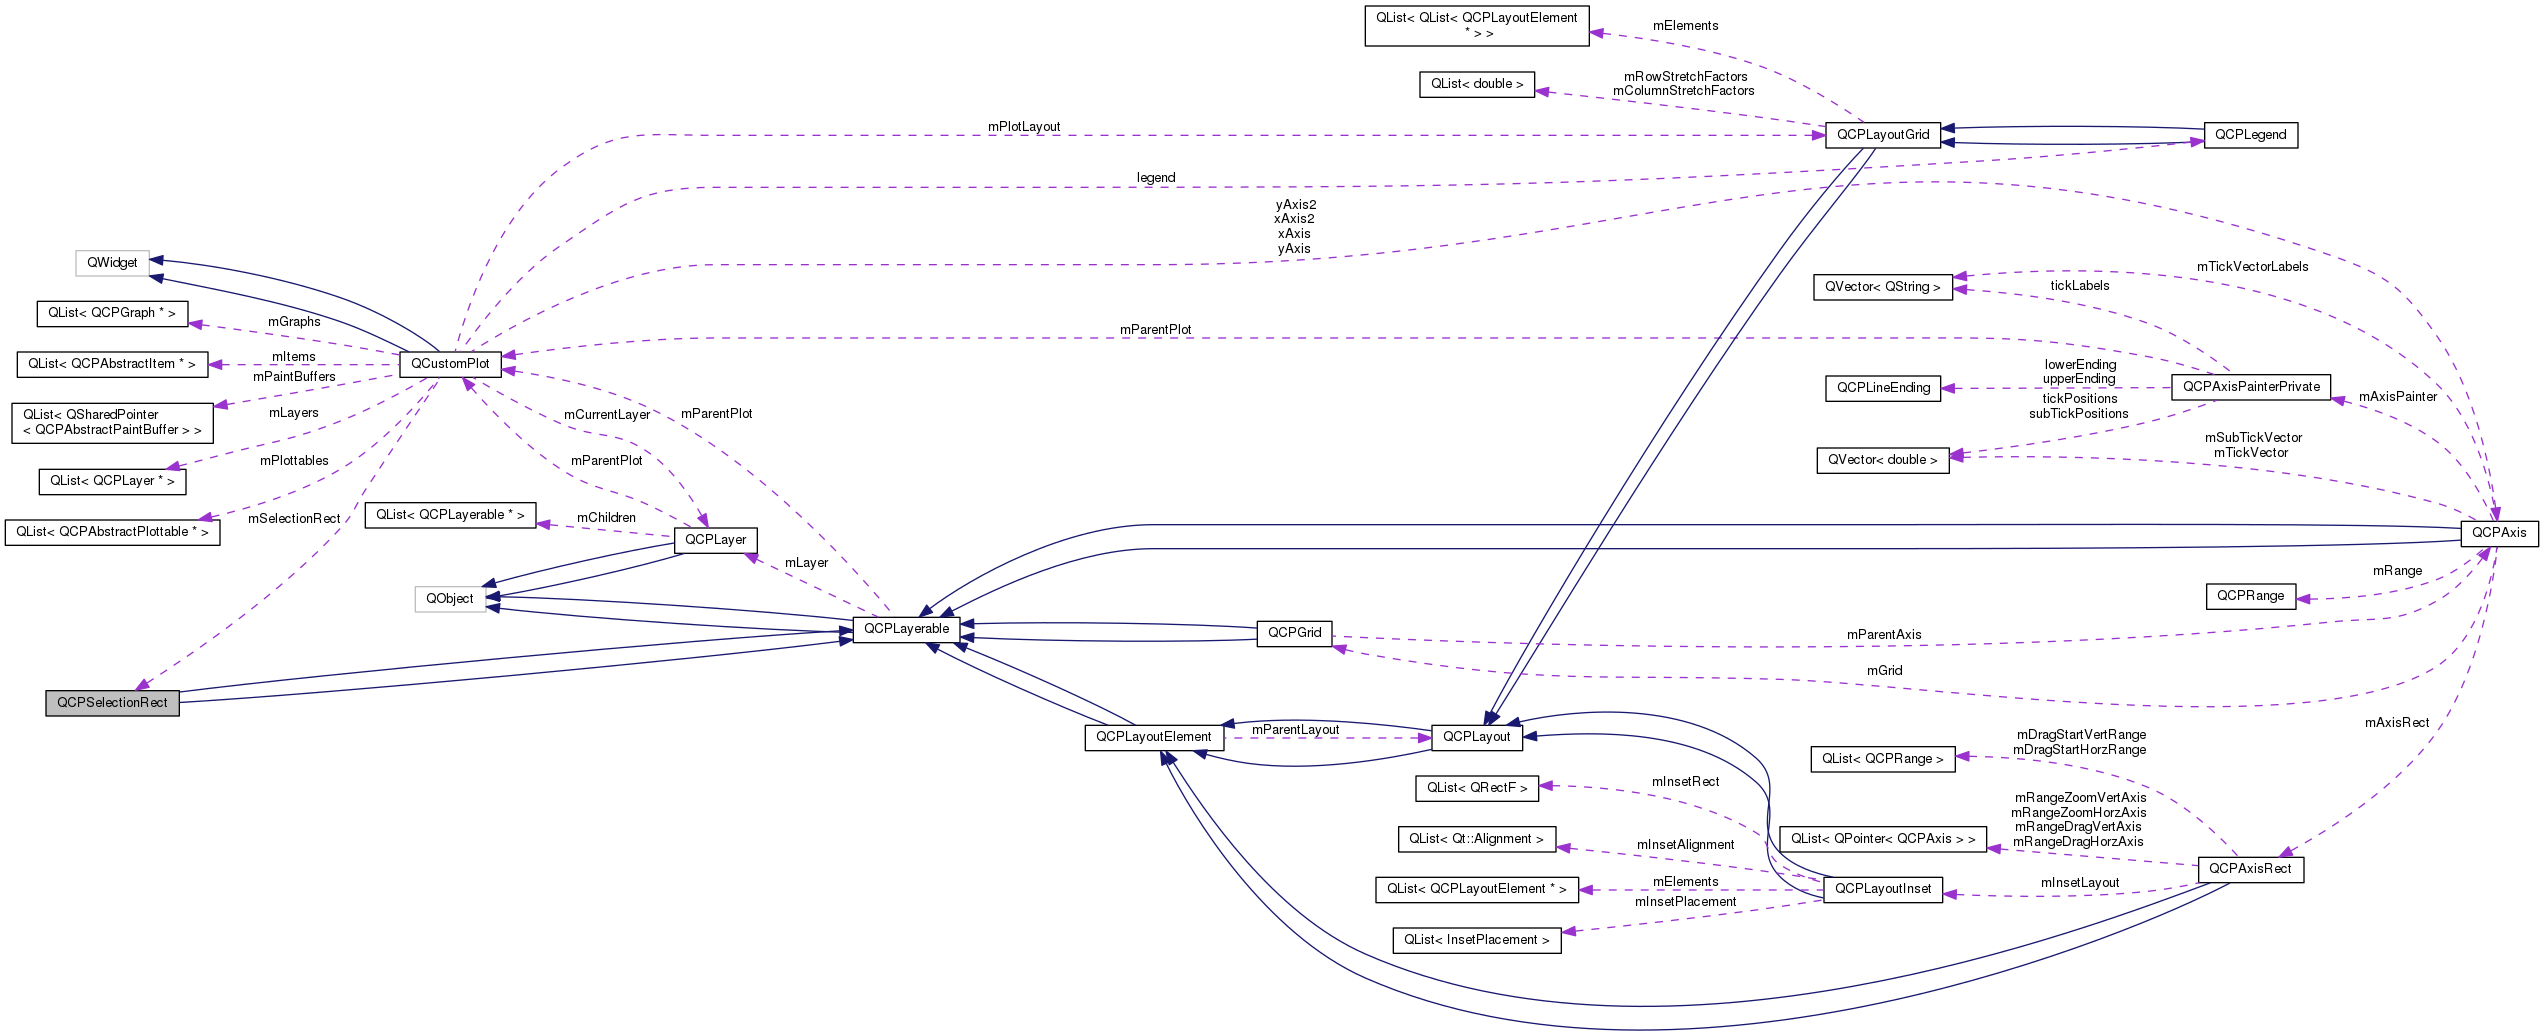 QList< QList< QCPLayoutElement
* > >
mElements
QList< double >
mRowStretchFactors
mColumnStretchFactors
mPlotLayout
QCPLayoutGrid
QCPLegend
legend
yAxis2
xAxis2
xAxis
yAxis
QWidget
QList< QCPGraph * >
mGraphs
QList< QCPAbstractItem * >
mItems
QCustomPlot
mPaintBuffers
QList< QSharedPointer
< QCPAbstractPaintBuffer > >
mLayers
QList< QCPLayer * >
mPlottables
QList< QCPAbstractPlottable * >
mSelectionRect
mCurrentLayer
mParentPlot
mParentPlot
mParentPlot
QList< QCPLayerable * >
mChildren
QCPLayer
mLayer
QObject
QCPLayerable
QCPSelectionRect
QVector< QString >
mTickVectorLabels
tickLabels
QCPLineEnding
lowerEnding
upperEnding
QCPAxisPainterPrivate
mAxisPainter
tickPositions
subTickPositions
QVector< double >
mSubTickVector
mTickVector
QCPAxis
mRange
QCPRange
QCPGrid
mParentAxis
mGrid
mAxisRect
QCPLayoutElement
mParentLayout
QCPLayout
QList< QCPRange >
mDragStartVertRange
mDragStartHorzRange
QList< QRectF >
mInsetRect
QList< Qt::Alignment >
mInsetAlignment
QList< QPointer< QCPAxis > >
mRangeZoomVertAxis
mRangeZoomHorzAxis
mRangeDragVertAxis
mRangeDragHorzAxis
QCPAxisRect
QList< QCPLayoutElement * >
mElements
QCPLayoutInset
mInsetLayout
mInsetPlacement
QList< InsetPlacement >